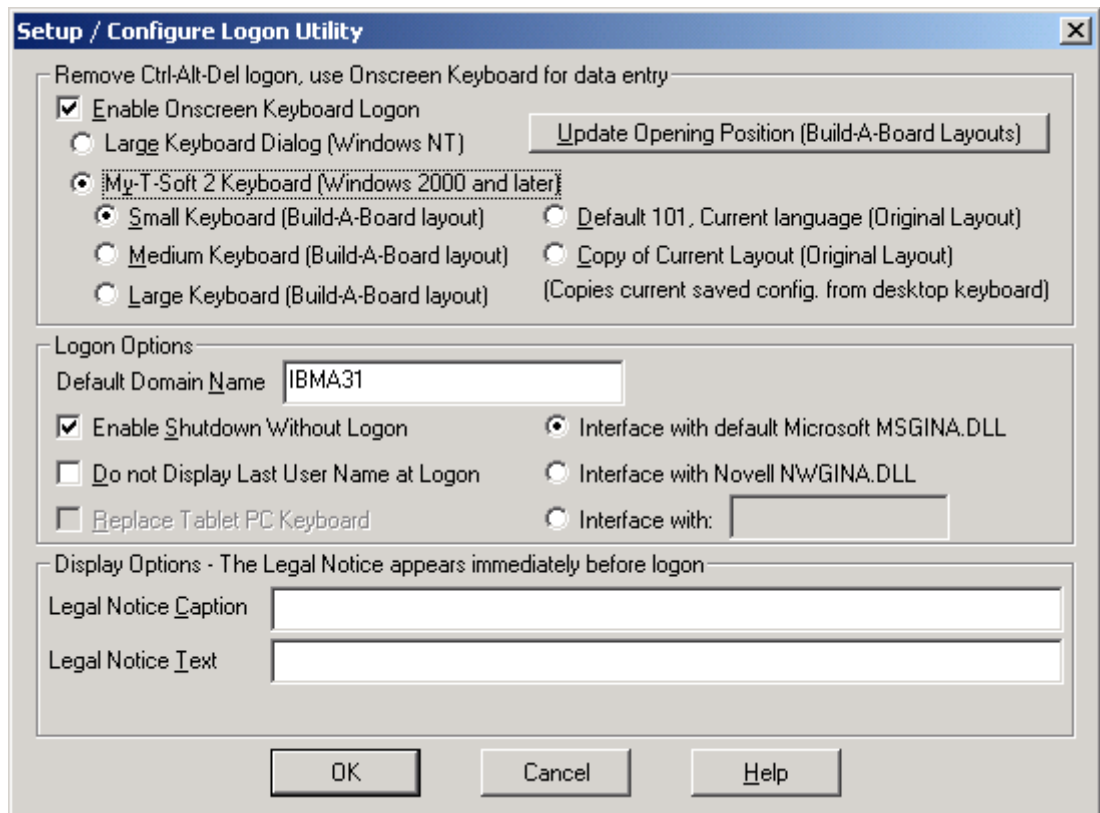 Setup / Configure Logon Utility
Remove Ctrl-Alt-Del logon, use Onscreen Keyboard for data entry
Enable Onscreen Keyboard Logon
Large Keyboard Dialog (Windows NT)
Update Opening Position (Build-A-Board Layouts)
My-T-Soft 2 Keyboard (Windows 2000 and later)
Small Keyboard (Build-A-Board layout)
Default 101, Current language (Original Layout)
Medium Keyboard (Build-A-Board layout)
Copy of Current Layout (Original Layout)
Large Keyboard (Build-A-Board layout)
(Copies current saved config. from desktop keyboard)
Logon Options
Default Domain Name
IBMA31
Enable Shutdown Without Logon
Interface with default Microsoft MSGINA.DLL
Do not Display Last User Name at Logon
Interface with Novell NWGINA.DLL
Replace Tablet PC Keyboard
Interface with:
Display Options - The Legal Notice appears immediately before logon
Legal Notice Caption
Legal Notice Text
OK
Cancel
Help